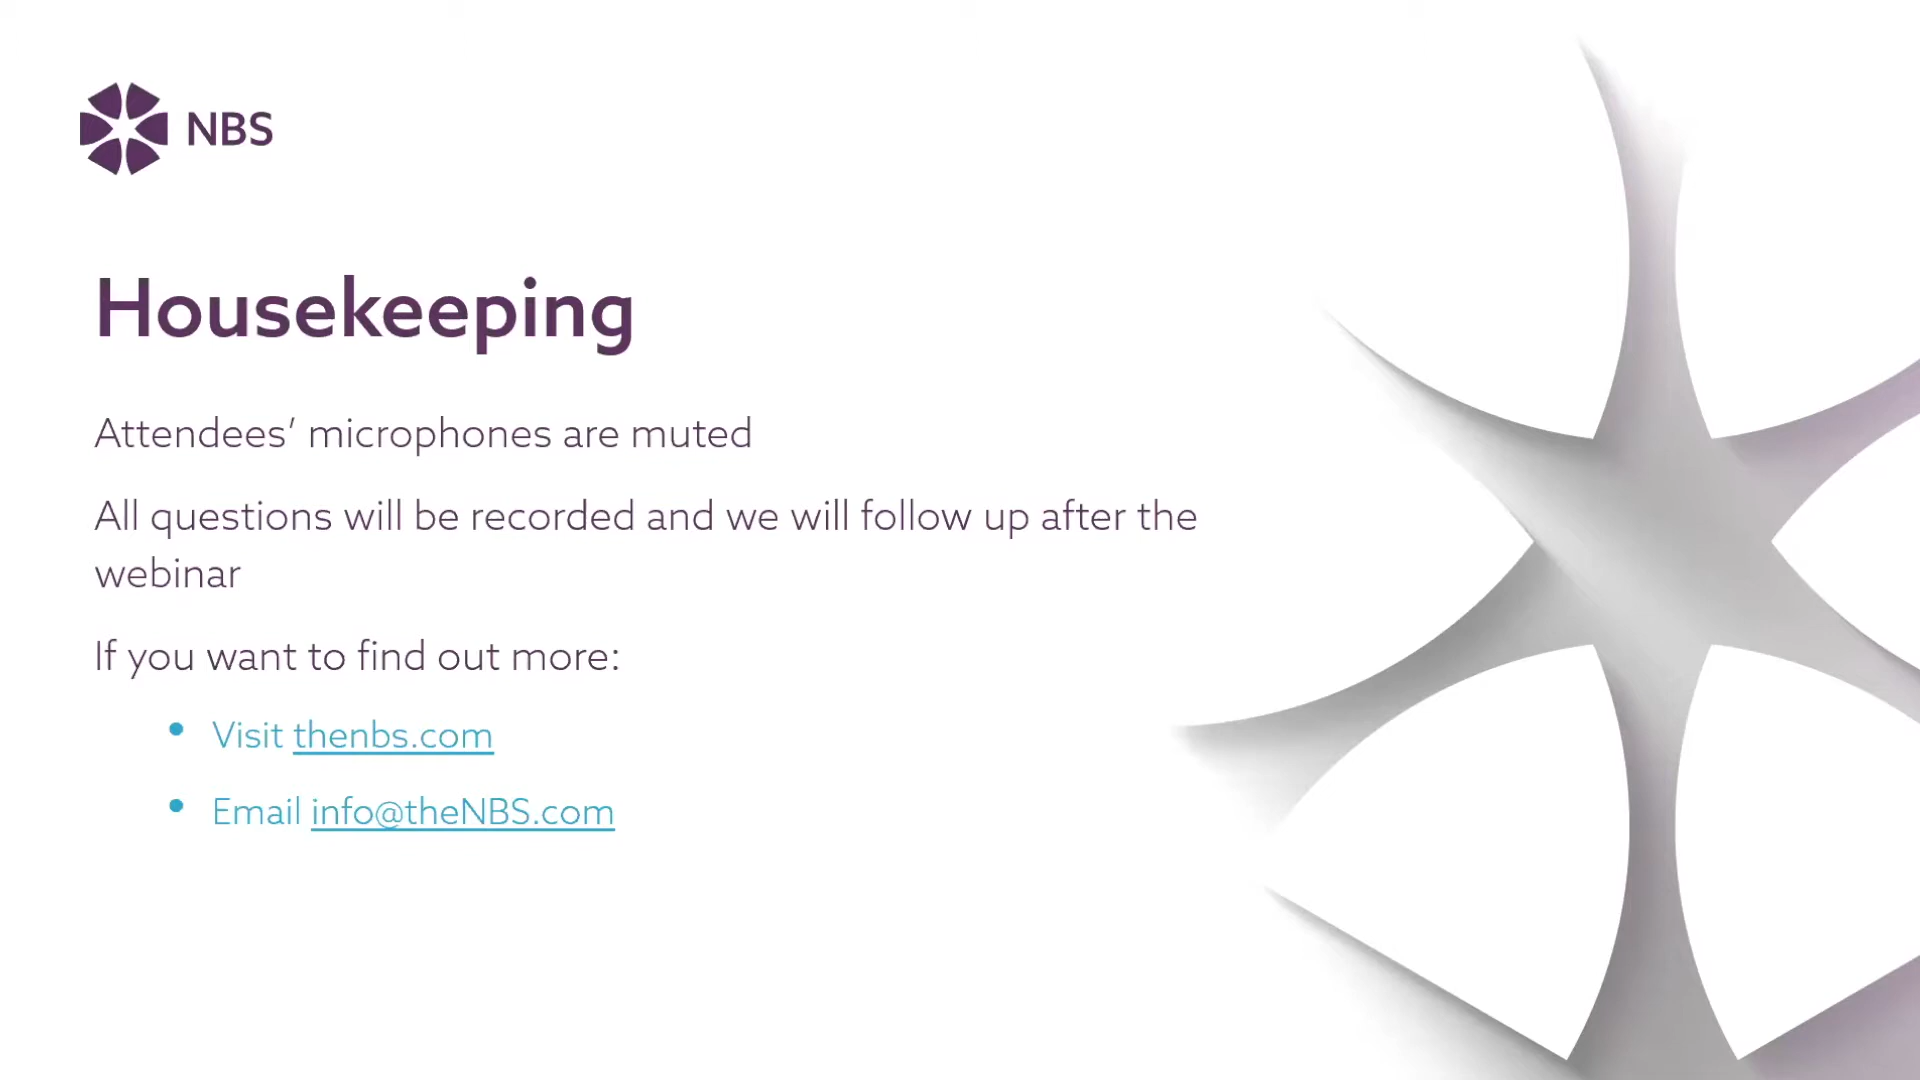 NBS
Housekeeping
Attendees’ microphones are muted
All questions will be recorded and we will follow up after the
webinar
If you want to find out more:
• Visit thenbs.com
• Email info@theNBS.com